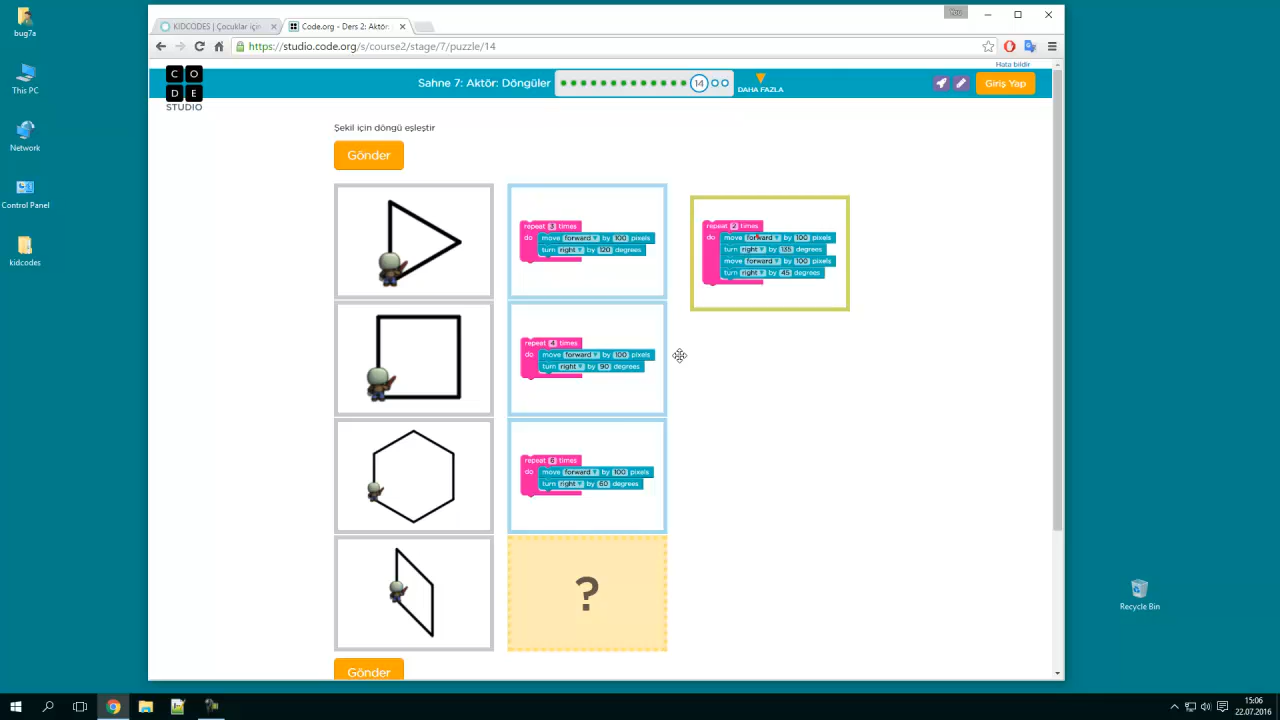 bug7a
This PC
Network
Control Panel
kidcodes
Recycle Bin
You
KIDCODES | Çocuklar için
Code.org - Ders 2: Aktör:
https://studio.code.org/s/course2/stage/7/puzzle/14
Hata bildir
C O
D E
STUDIO
Sahne 7: Aktör: Döngüler
14
DAHA FAZLA
Giriş Yap
Şekil için döngü eşleştir
Gönder
repeat 3 times
do move forward by 100 pixels
turn right by 120 degrees
repeat 2 times
do move forward by 100 pixels
turn right by 135 degrees
move forward by 100 pixels
turn right by 45 degrees
repeat 4 times
do move forward by 100 pixels
turn right by 90 degrees
repeat 6 times
do move forward by 100 pixels
turn right by 60 degrees
?
Gönder
15:06
22.07.2016